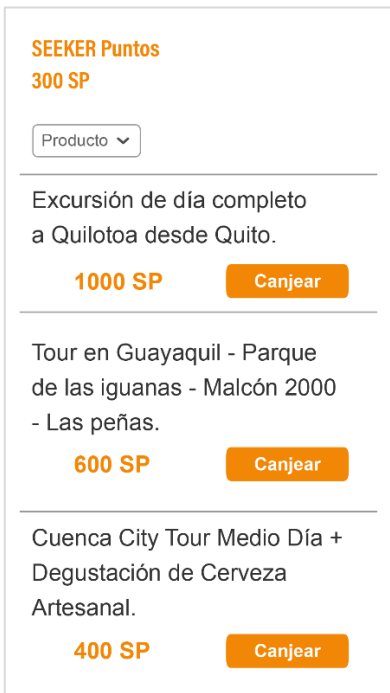 SEEKER Puntos
300 SP
Producto
Excursión de día completo
a Quilotoa desde Quito.
1000 SP Canjear
Tour en Guayaquil - Parque
de las iguanas - Malcón 2000
- Las peñas.
600 SP Canjear
Cuenca City Tour Medio Día +
Degustación de Cerveza
Artesanal.
400 SP Canjear